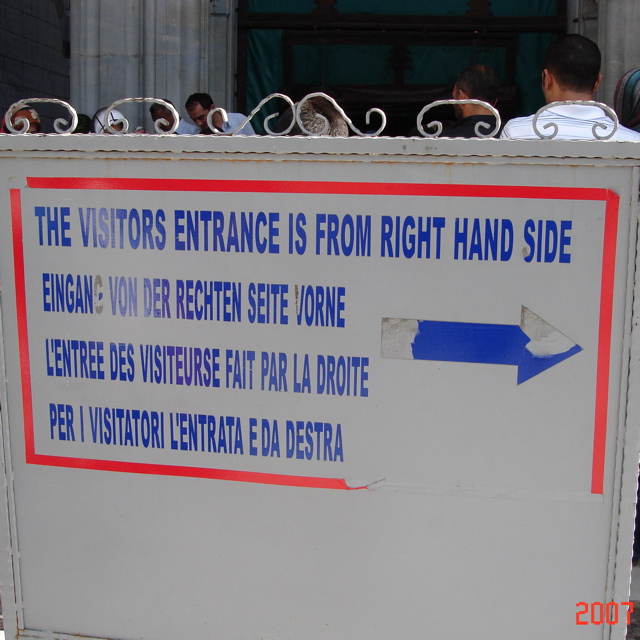 THE VISITORS ENTRANCE IS FROM RIGHT HAND SIDE
EINGANG VON DER RECHTEN SEITE VORNE
L'ENTREE DES VISITEURSE FAIT PAR LA DROITE
PER I VISITATORI L'ENTRATA E DA DESTRA
2007